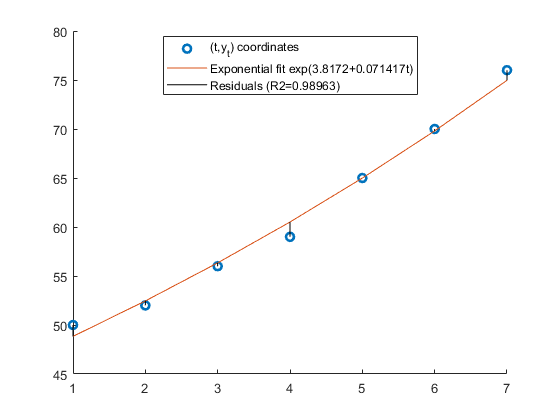 80
75
70
65
60
55
50
45
1 2 3 4 5 6 7
(t,y_t) coordinates
Exponential fit exp(3.8172+0.071417t)
Residuals (R2=0.98963)